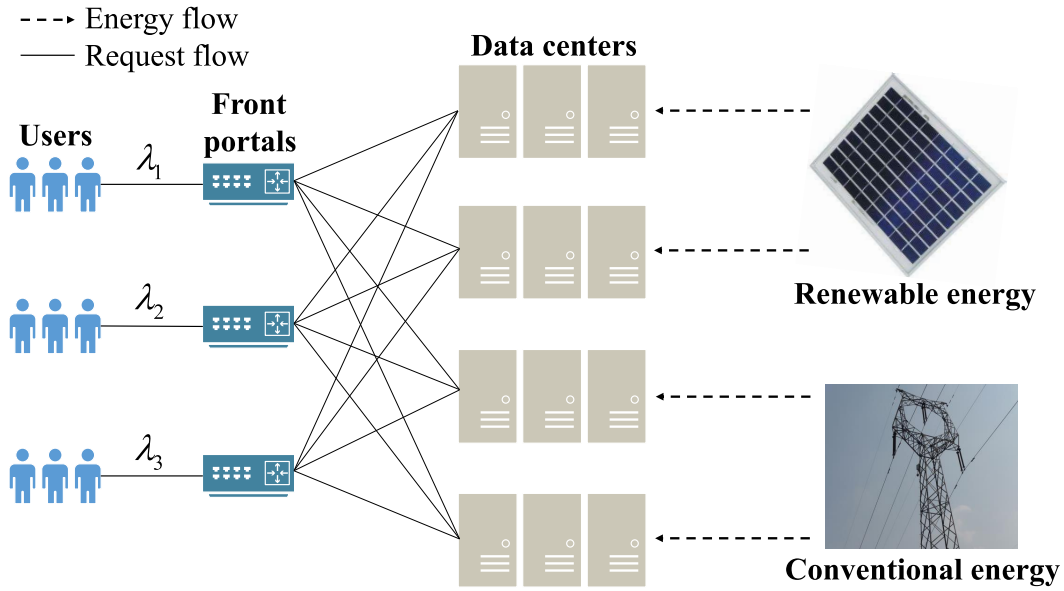 Energy flow
Request flow
Data centers
Front
portals
Users
λ1
λ2
λ3
Renewable energy
Conventional energy